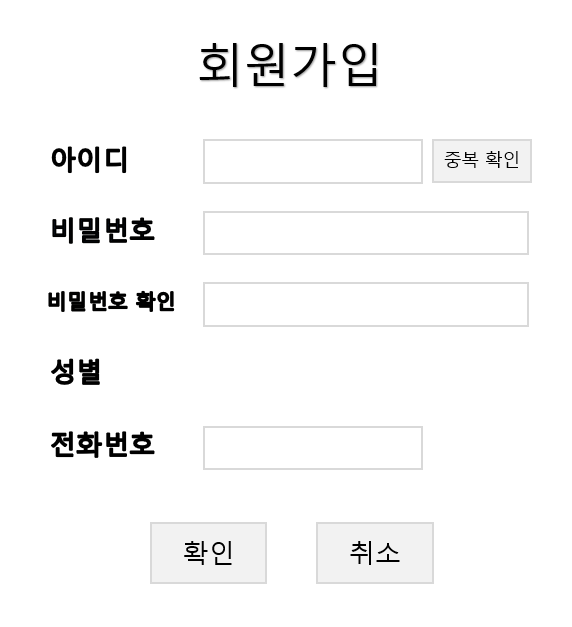 회원가입
아이디 중복 확인
비밀번호
비밀번호 확인
성별
전화번호
확인 취소